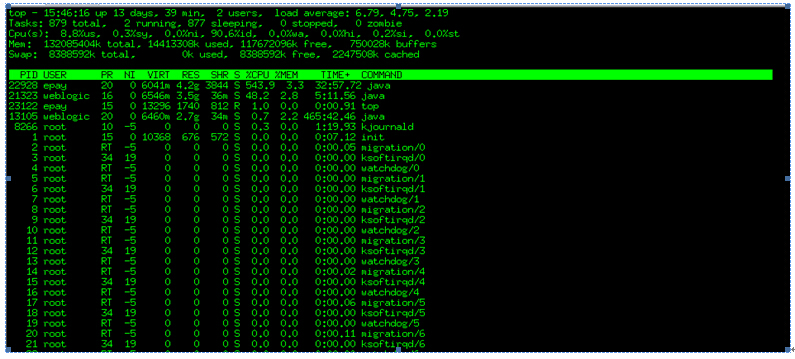 top - 15:46:16 up 13 days, 39 min,  2 users,  load average: 6.79, 4.75, 2.19
Tasks: 879 total,   2 running, 877 sleeping,   0 stopped,   0 zombie
Cpu(s):  8.8%us,  0.3%sy,  0.0%ni, 90.6%id,  0.0%wa,  0.0%hi,  0.2%si,  0.0%st
Mem:  132085404k total, 14413308k used, 117672096k free,   750028k buffers
Swap:  8388592k total,        0k used,  8388592k free,  2247508k cached
PID USER      PR  NI  VIRT  RES  SHR S %CPU %MEM    TIME+  COMMAND
22928 epay      20   0 6041m 4.2g 3844 S 543.9  3.3  32:57.72 java
21323 weblogic  16   0 6546m 3.5g  36m S 48.2  2.8   5:11.56 java
23122 epay      15   0 13296 1740  812 R  1.0  0.0   0:00.91 top
13105 weblogic  20   0 6460m 2.7g  34m S  0.7  2.2 465:42.46 java
8266 root      10  -5     0    0    0 S  0.3  0.0   1:19.93 kjournald
1 root      15   0 10368  676  572 S  0.0  0.0   0:07.12 init
2 root      RT  -5     0    0    0 S  0.0  0.0   0:00.05 migration/0
3 root      34  19     0    0    0 S  0.0  0.0   0:00.00 ksoftirqd/0
4 root      RT  -5     0    0    0 S  0.0  0.0   0:00.00 watchdog/0
5 root      RT  -5     0    0    0 S  0.0  0.0   0:00.00 migration/1
6 root      34  19     0    0    0 S  0.0  0.0   0:00.00 ksoftirqd/1
7 root      RT  -5     0    0    0 S  0.0  0.0   0:00.00 watchdog/1
8 root      RT  -5     0    0    0 S  0.0  0.0   0:00.00 migration/2
9 root      34  19     0    0    0 S  0.0  0.0   0:00.00 ksoftirqd/2
10 root      RT  -5     0    0    0 S  0.0  0.0   0:00.00 watchdog/2
11 root      RT  -5     0    0    0 S  0.0  0.0   0:00.00 migration/3
12 root      34  19     0    0    0 S  0.0  0.0   0:00.00 ksoftirqd/3
13 root      RT  -5     0    0    0 S  0.0  0.0   0:00.00 watchdog/3
14 root      RT  -5     0    0    0 S  0.0  0.0   0:00.02 migration/4
15 root      34  19     0    0    0 S  0.0  0.0   0:00.00 ksoftirqd/4
16 root      RT  -5     0    0    0 S  0.0  0.0   0:00.00 watchdog/4
17 root      RT  -5     0    0    0 S  0.0  0.0   0:00.06 migration/5
18 root      34  19     0    0    0 S  0.0  0.0   0:00.00 ksoftirqd/5
19 root      RT  -5     0    0    0 S  0.0  0.0   0:00.00 watchdog/5
20 root      RT  -5     0    0    0 S  0.0  0.0   0:00.11 migration/6
21 root      34  19     0    0    0 S  0.0  0.0   0:00.00 ksoftirqd/6